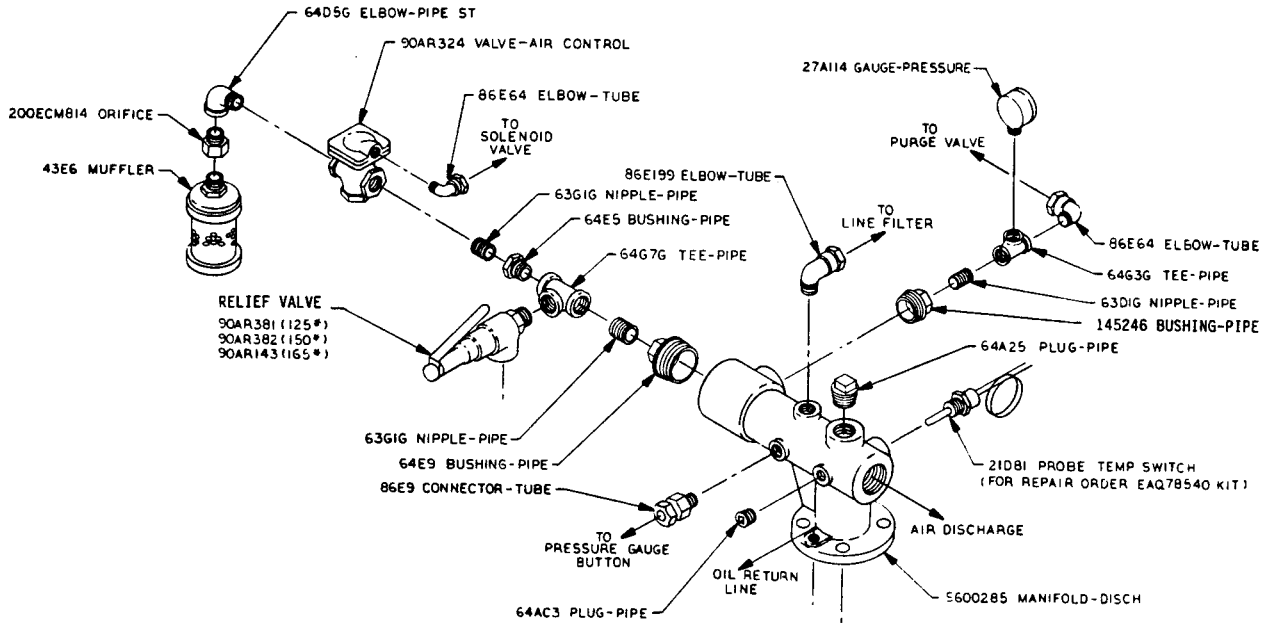 64D5G ELBOW-PIPE ST
90AR324 VALVE-AIR CONTROL
27A114 GAUGE-PRESSURE
86E64 ELBOW-TUBE
200ECM814 ORIFICE
TO
SOLENOID
VALVE
TO
PURGE VALVE
43E6 MUFFLER
86E199 ELBOW-TUBE
63G1G NIPPLE-PIPE
TO
LINE FILTER
64E5 BUSHING-PIPE
86E64 ELBOW-TUBE
64G7G TEE-PIPE
64G3G TEE-PIPE
63D1G NIPPLE-PIPE
RELIEF VALVE
90AR381 (125#)
90AR382 (150#)
90AR143 (165#)
145246 BUSHING-PIPE
64A25 PLUG-PIPE
63G1G NIPPLE-PIPE
64E9 BUSHING-PIPE
21D81 PROBE TEMP SWITCH
(FOR REPAIR ORDER EAQ78540 KIT)
86E9 CONNECTOR-TUBE
AIR DISCHARGE
TO
PRESSURE GAUGE
BUTTON
OIL RETURN
LINE
S600285 MANIFOLD-DISCH
64AC3 PLUG-PIPE